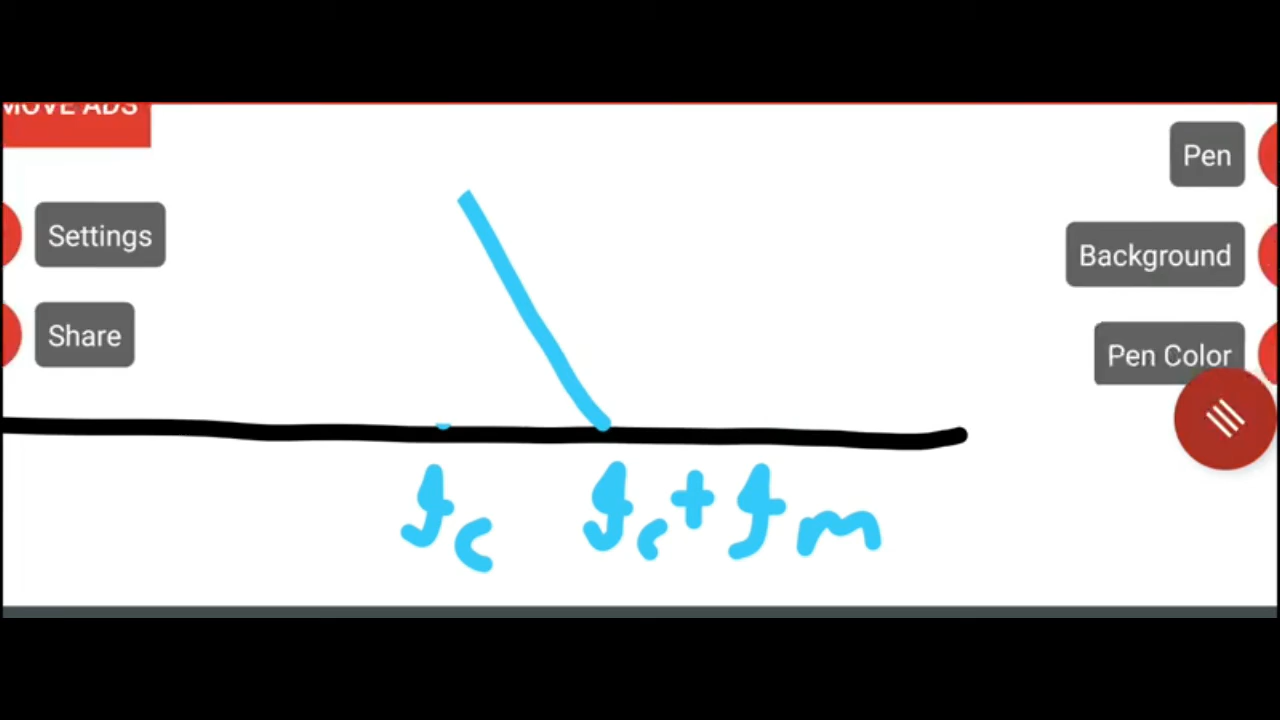 MOVE ADS
Pen
Settings
Background
Share
Pen Color
fc fc + fm